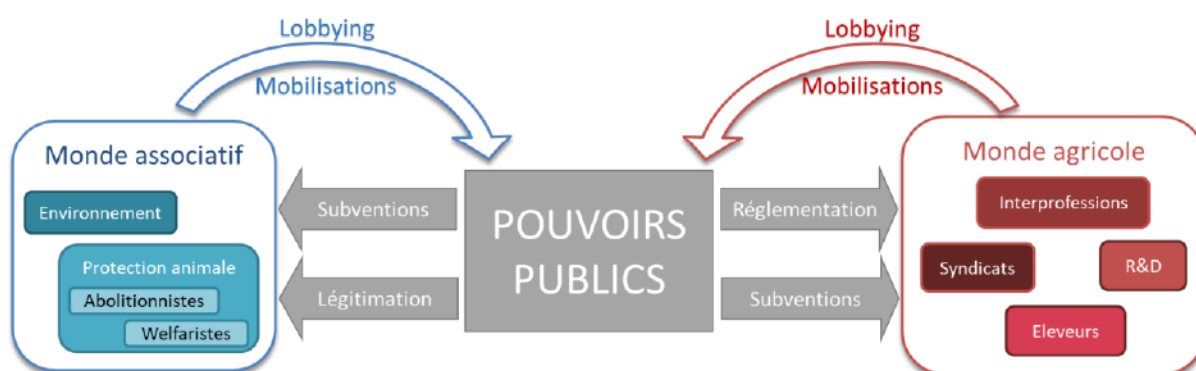 Lobbying
Mobilisations
Lobbying
Mobilisations
Monde associatif
Environnement
Protection animale
Abolitionnistes
Welfaristes
Subventions
Légitimation
POUVOIRS
PUBLICS
Réglementation
Subventions
Monde agricole
Interprofessions
Syndicats
R&D
Eleveurs